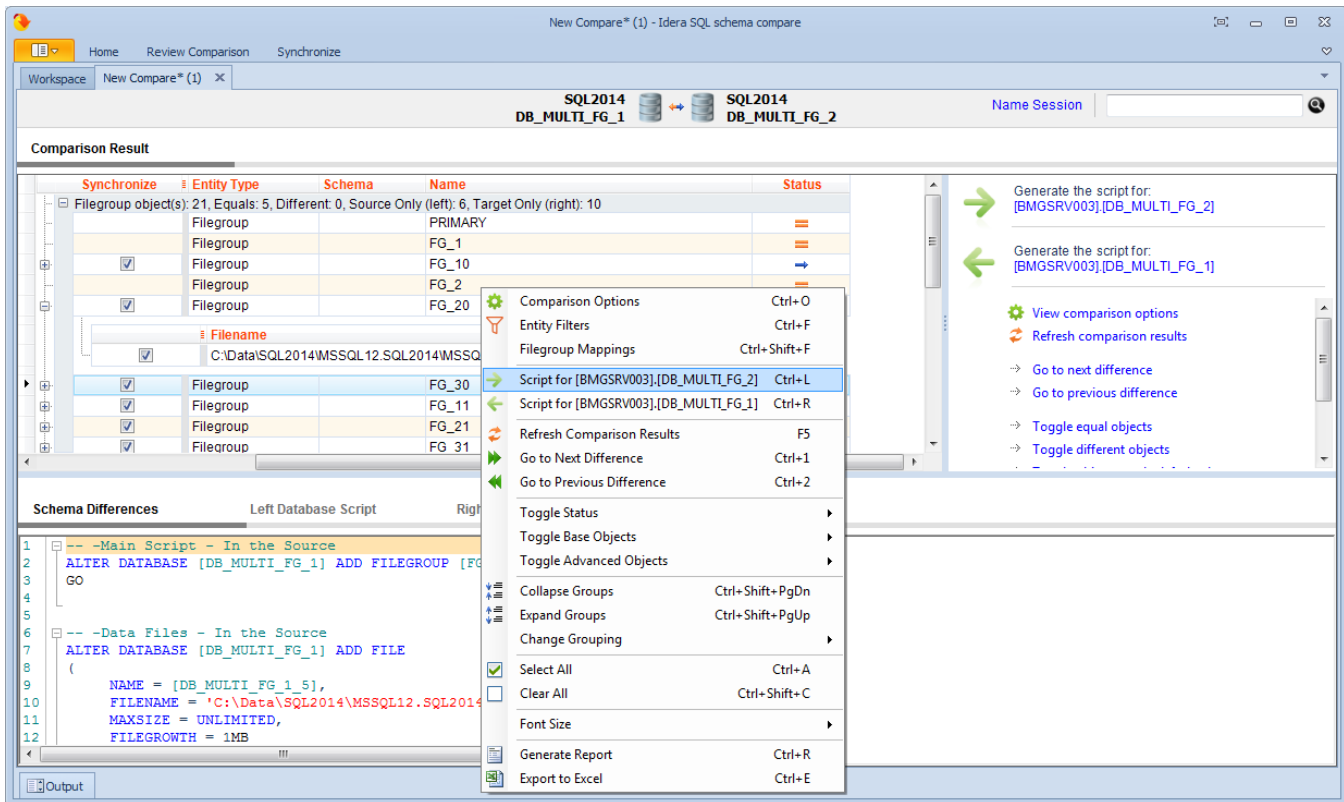 New Compare* (1) - Idera SQL schema compare
Home Review Comparison Synchronize
Workspace New Compare* (1)
SQL2014 SQL2014
DB_MULTI_FG_1 DB_MULTI_FG_2
Name Session
Comparison Result
Synchronize Entity Type Schema Name Status
Filegroup object(s): 21, Equals: 5, Different: 0, Source Only (left): 6, Target Only (right): 10
Filegroup PRIMARY
Filegroup FG_1
Filegroup FG_10
Filegroup FG_2
Filegroup FG_20
Filename
C:\Data\SQL2014\MSSQL12.SQL2014\MSSQ
Filegroup FG_30
Filegroup FG_11
Filegroup FG_21
Filegroup FG_31
Generate the script for:
[BMGSRV003].[DB_MULTI_FG_2]
Generate the script for:
[BMGSRV003].[DB_MULTI_FG_1]
View comparison options
Refresh comparison results
Go to next difference
Go to previous difference
Toggle equal objects
Toggle different objects
Comparison Options Ctrl+O
Entity Filters Ctrl+F
Filegroup Mappings Ctrl+Shift+F
Script for [BMGSRV003].[DB_MULTI_FG_2] Ctrl+L
Script for [BMGSRV003].[DB_MULTI_FG_1] Ctrl+R
Refresh Comparison Results F5
Go to Next Difference Ctrl+1
Go to Previous Difference Ctrl+2
Toggle Status
Toggle Base Objects
Toggle Advanced Objects
Collapse Groups Ctrl+Shift+PgDn
Expand Groups Ctrl+Shift+PgUp
Change Grouping
Select All Ctrl+A
Clear All Ctrl+Shift+C
Font Size
Generate Report Ctrl+R
Export to Excel Ctrl+E
Schema Differences Left Database Script Righ
1 -- -Main Script - In the Source
2 ALTER DATABASE [DB_MULTI_FG_1] ADD FILEGROUP [FG
3 GO
4
5
6 -- -Data Files - In the Source
7 ALTER DATABASE [DB_MULTI_FG_1] ADD FILE
8 (
9 NAME = [DB_MULTI_FG_1_5],
10 FILENAME = 'C:\Data\SQL2014\MSSQL12.SQL2014
11 MAXSIZE = UNLIMITED,
12 FILEGROWTH = 1MB
Output